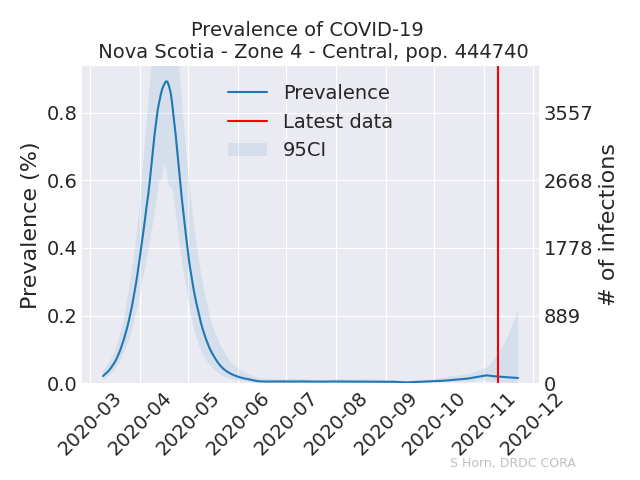 Prevalence of COVID-19
Nova Scotia - Zone 4 - Central, pop. 444740
Prevalence
Latest data
95CI
Prevalence (%)
0.8
0.6
0.4
0.2
0.0
3557
2668
1778
889
0
# of infections
2020-03
2020-04
2020-05
2020-06
2020-07
2020-08
2020-09
2020-10
2020-11
2020-12
S Horn, DRDC CORA